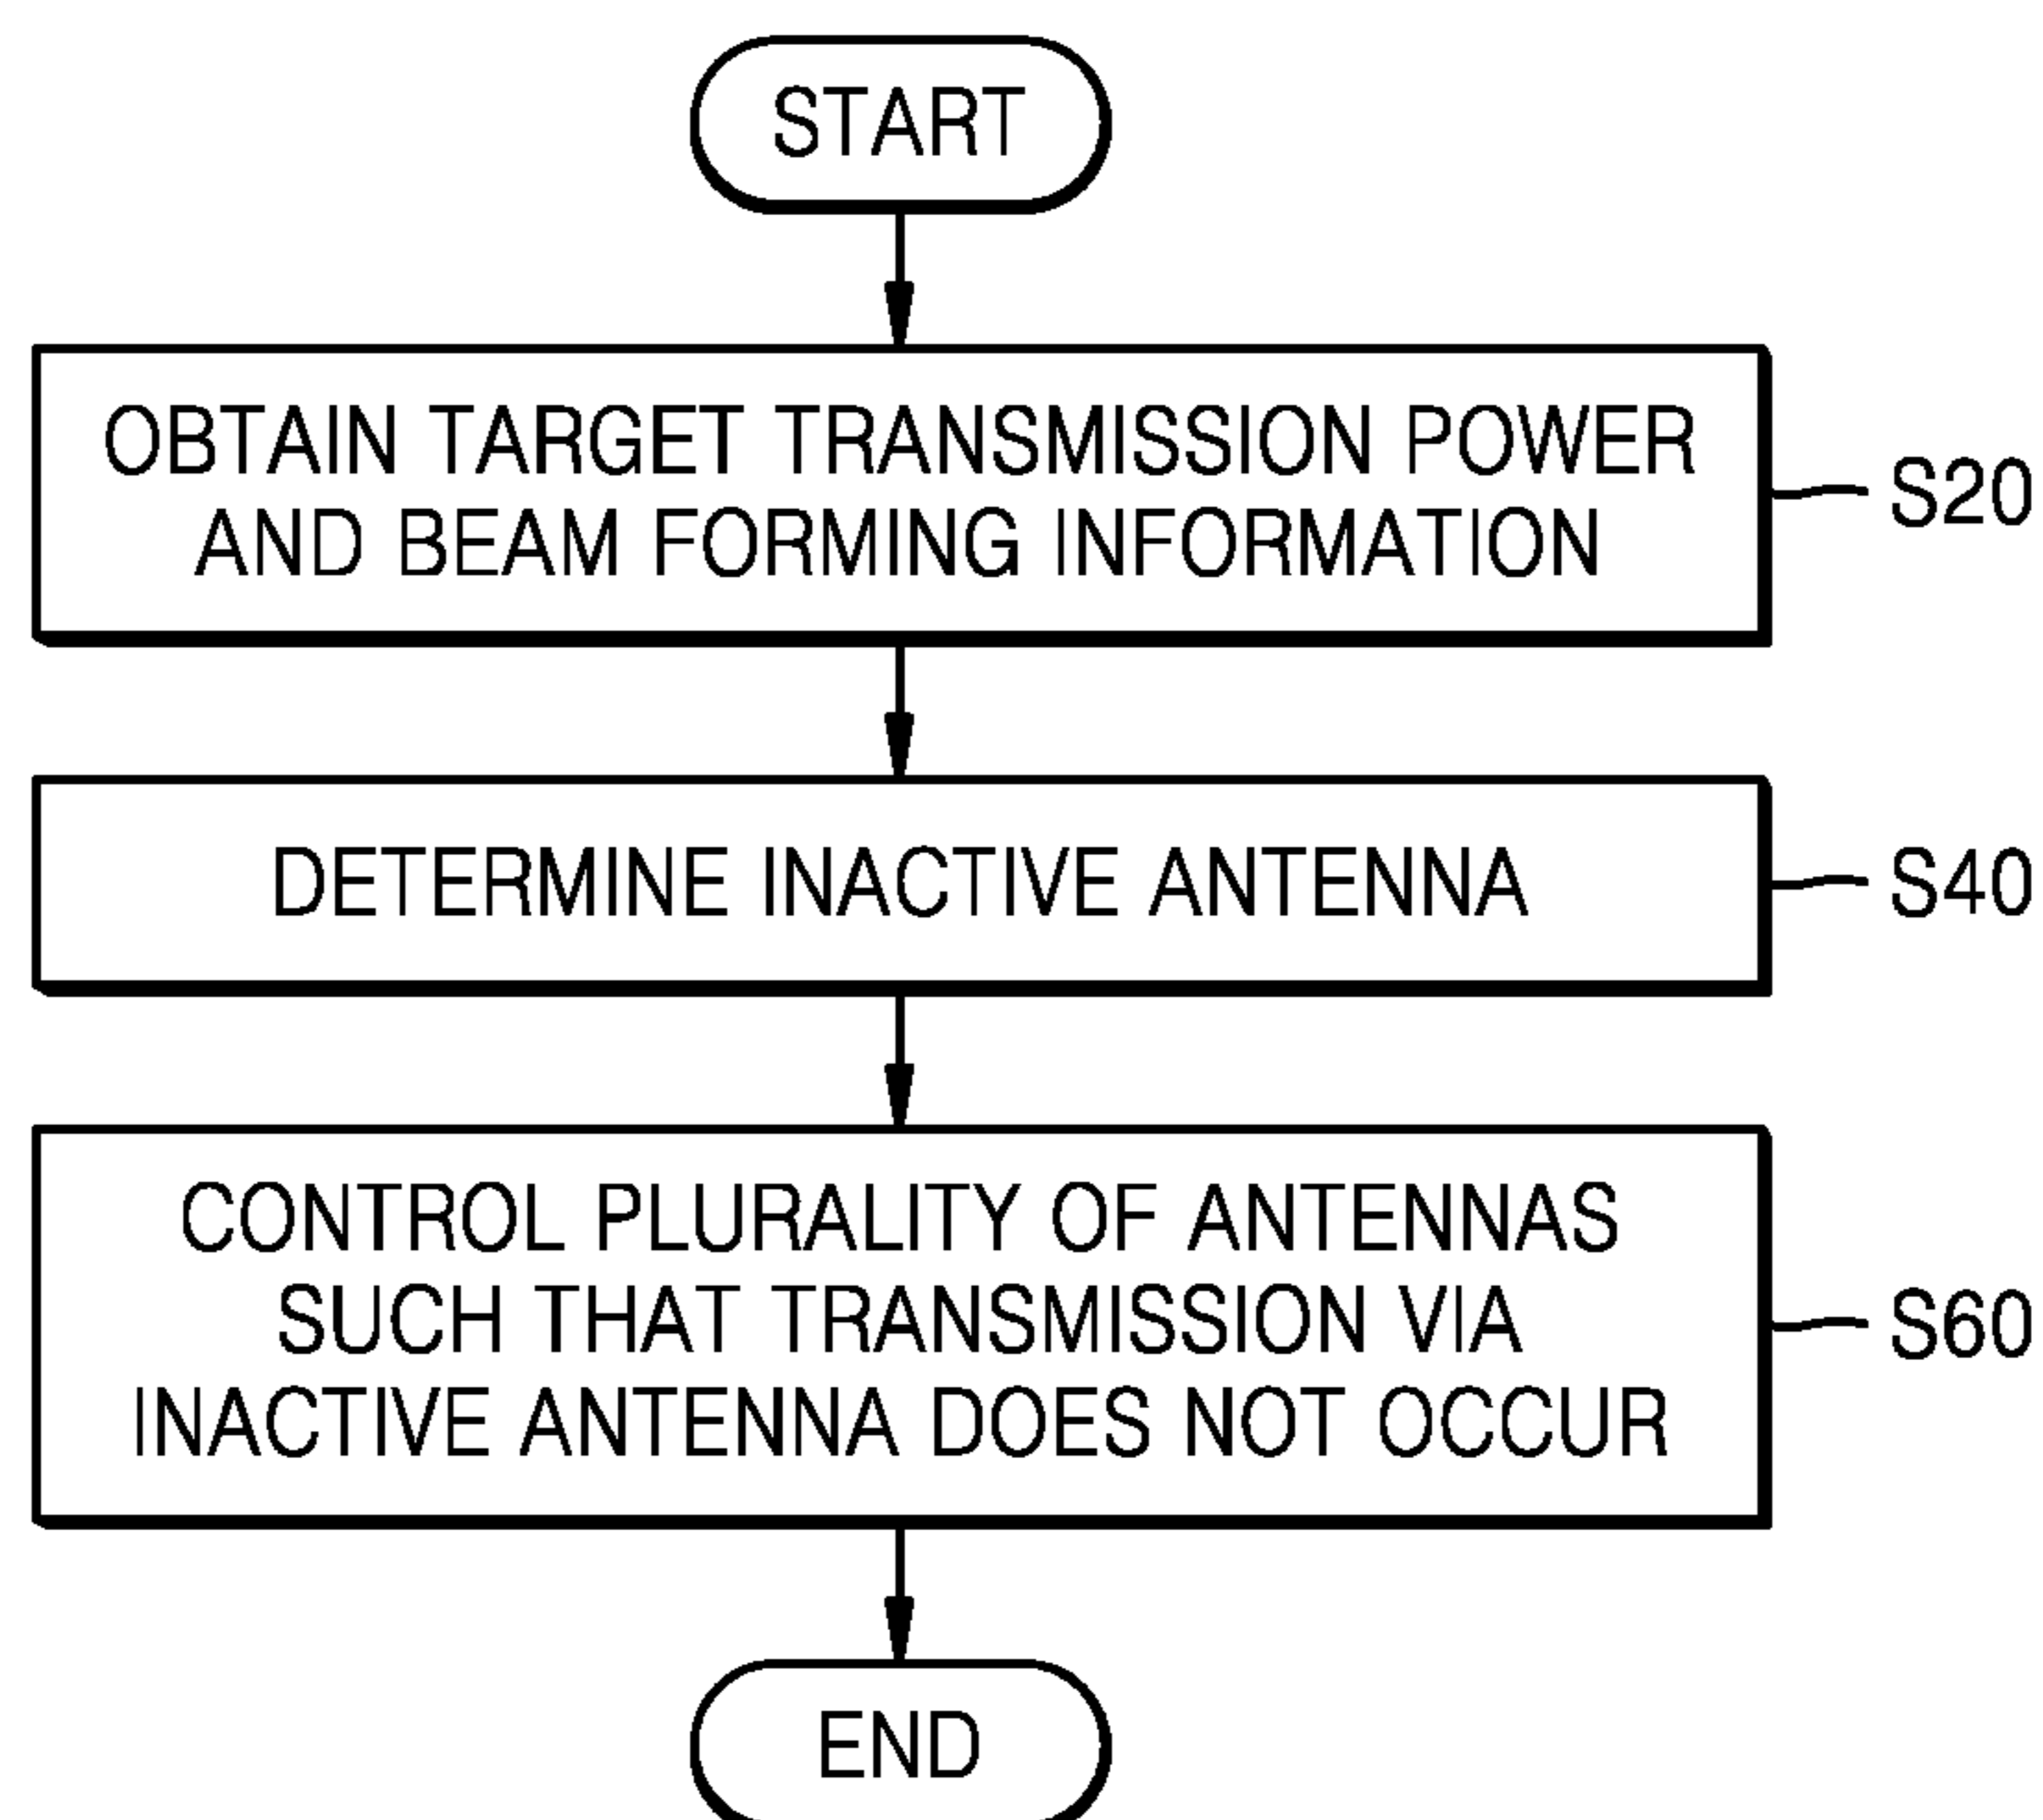 START
OBTAIN TARGET TRANSMISSION POWER
AND BEAM FORMING INFORMATION
S20
DETERMINE INACTIVE ANTENNA
S40
CONTROL PLURALITY OF ANTENNAS
SUCH THAT TRANSMISSION VIA
INACTIVE ANTENNA DOES NOT OCCUR
S60
END